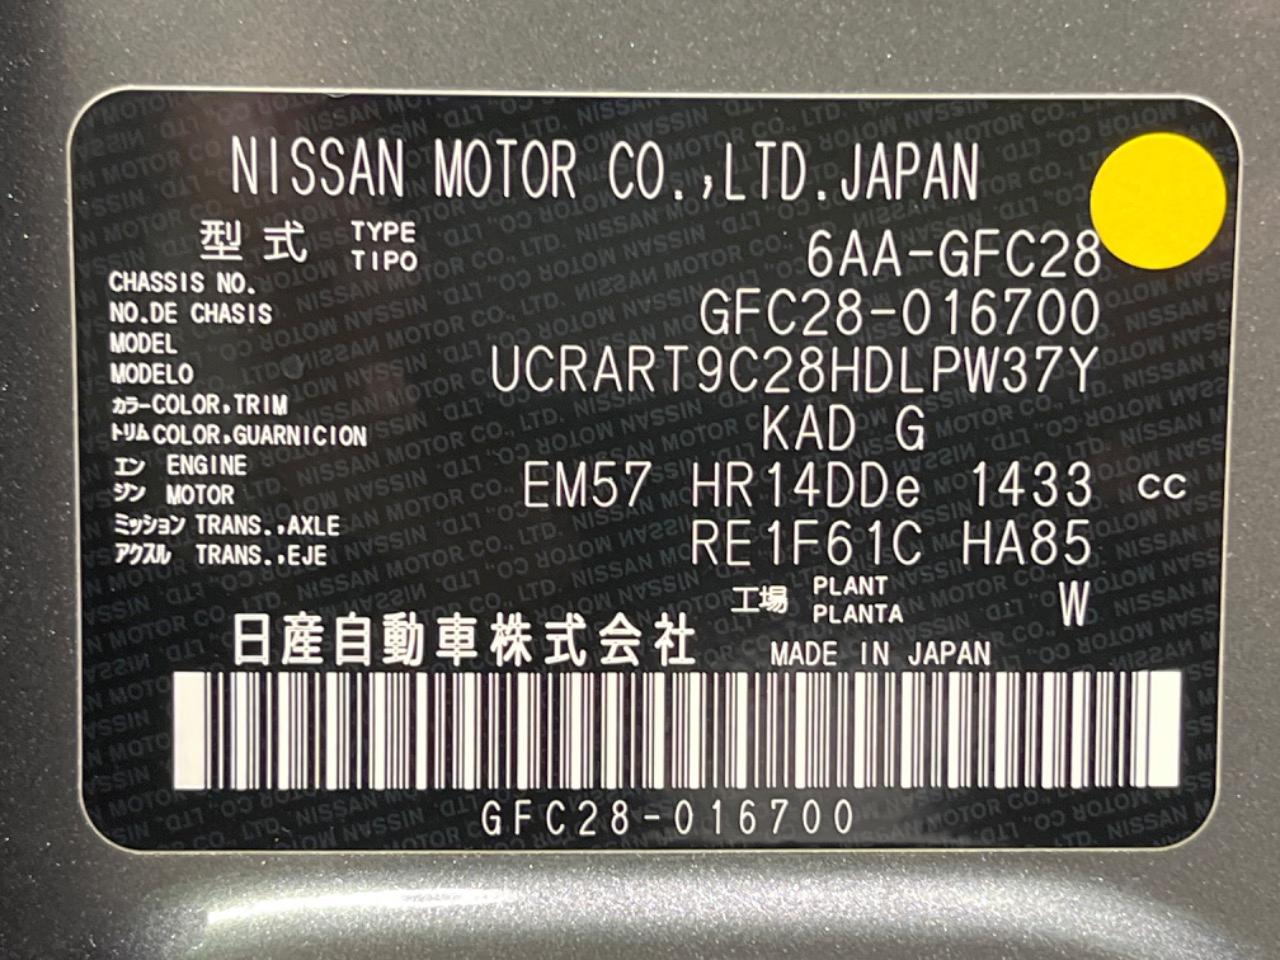 NISSAN MOTOR CO.,LTD.JAPAN
型式 TYPE TIPO 6AA-GFC28
CHASSIS NO.
NO.DE CHASIS GFC28-016700
MODEL
MODELO UCRART9C28HDLPW37Y
カラー COLOR,TRIM
トリム COLOR,GUARNICION KAD G
エン ENGINE
ジン MOTOR EM57 HR14DDe 1433 cc
ミッション TRANS.,AXLE
アクスル TRANS.,EJE RE1F61C HA85
工場 PLANT PLANTA W
日産自動車株式会社 MADE IN JAPAN
GFC28-016700